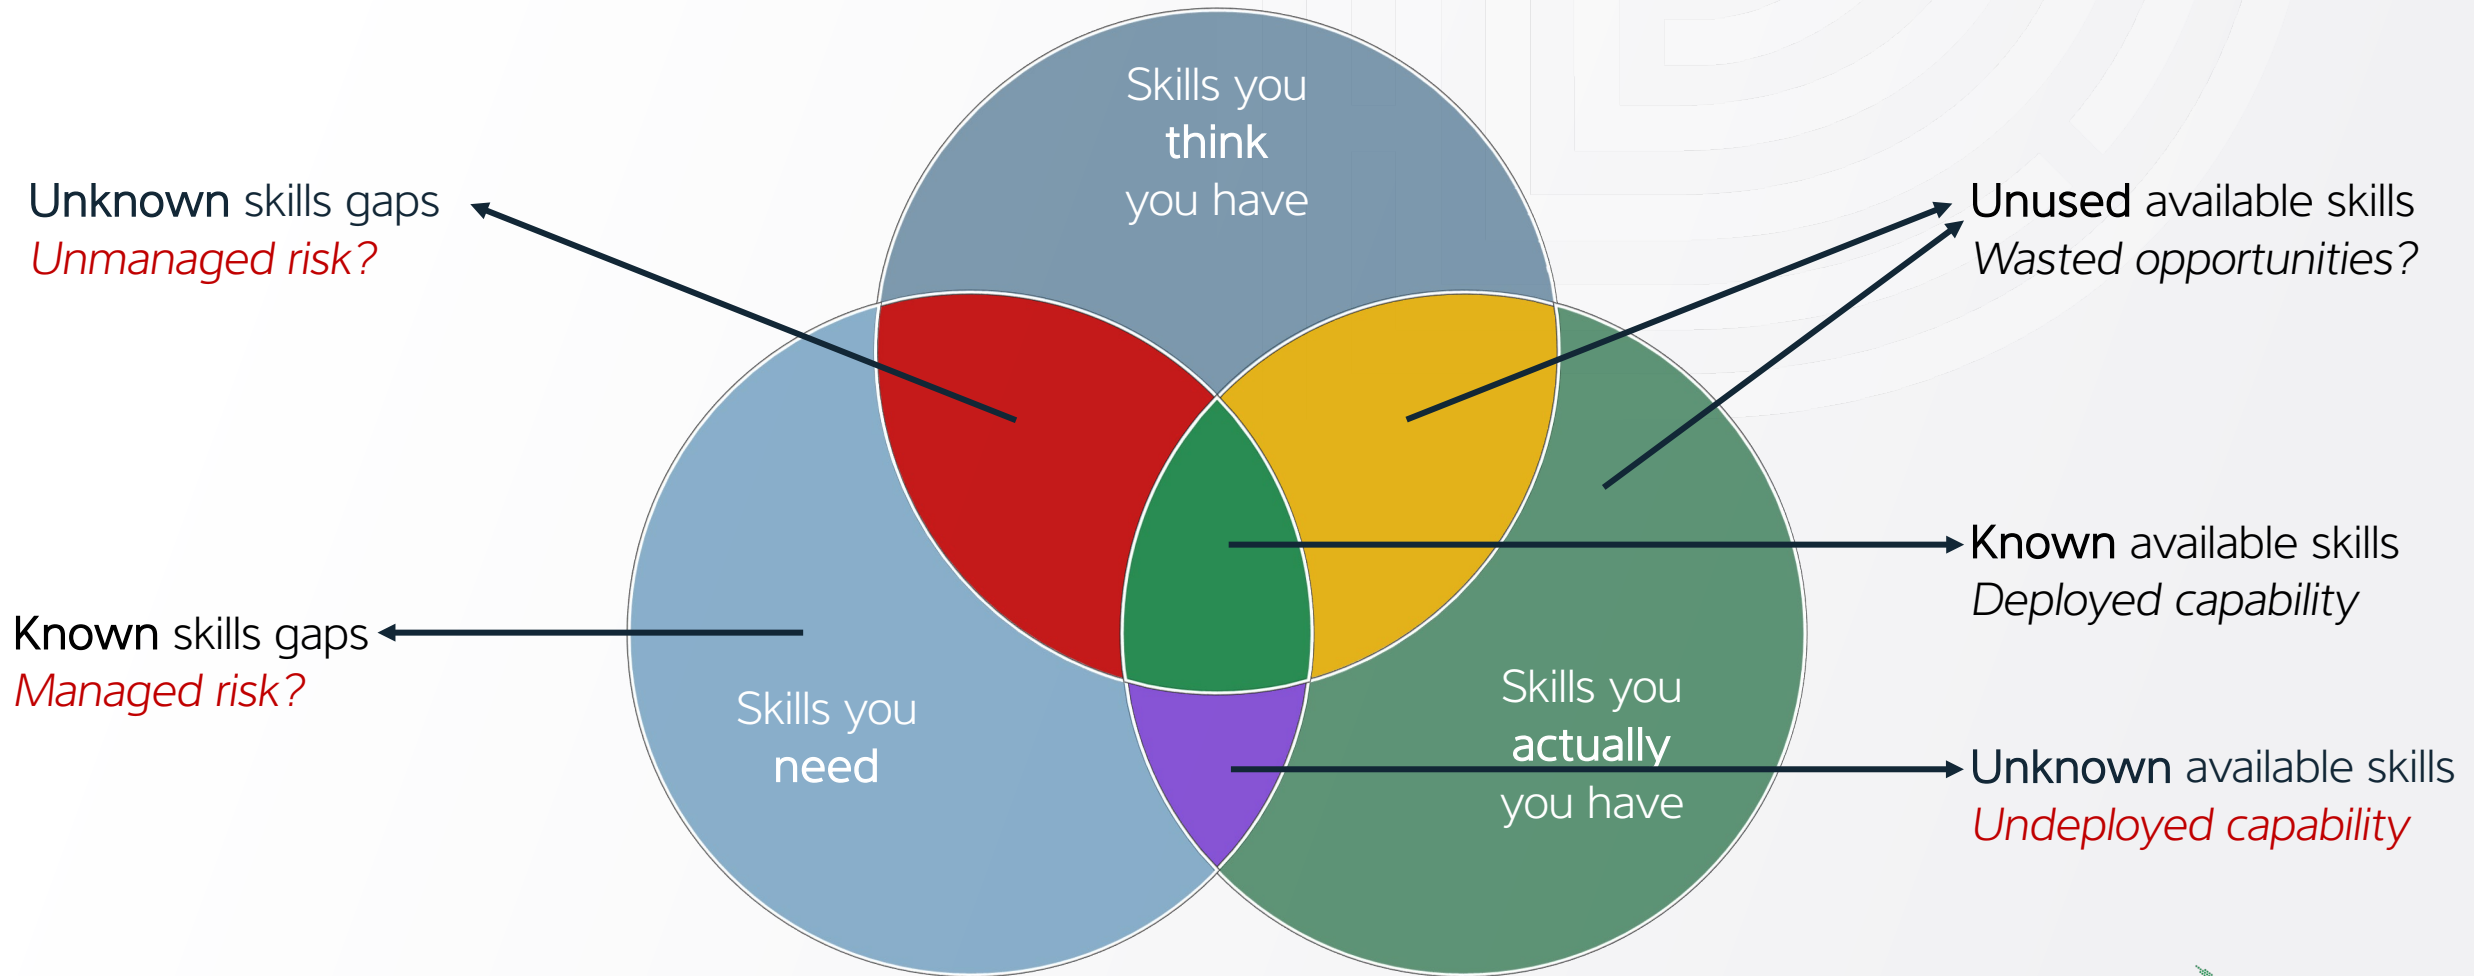 Skills you
think
you have
Unknown skills gaps
Unmanaged risk?
Unused available skills
Wasted opportunities?
Known available skills
Deployed capability
Known skills gaps
Managed risk?
Skills you
need
Skills you
actually
you have
Unknown available skills
Undeployed capability